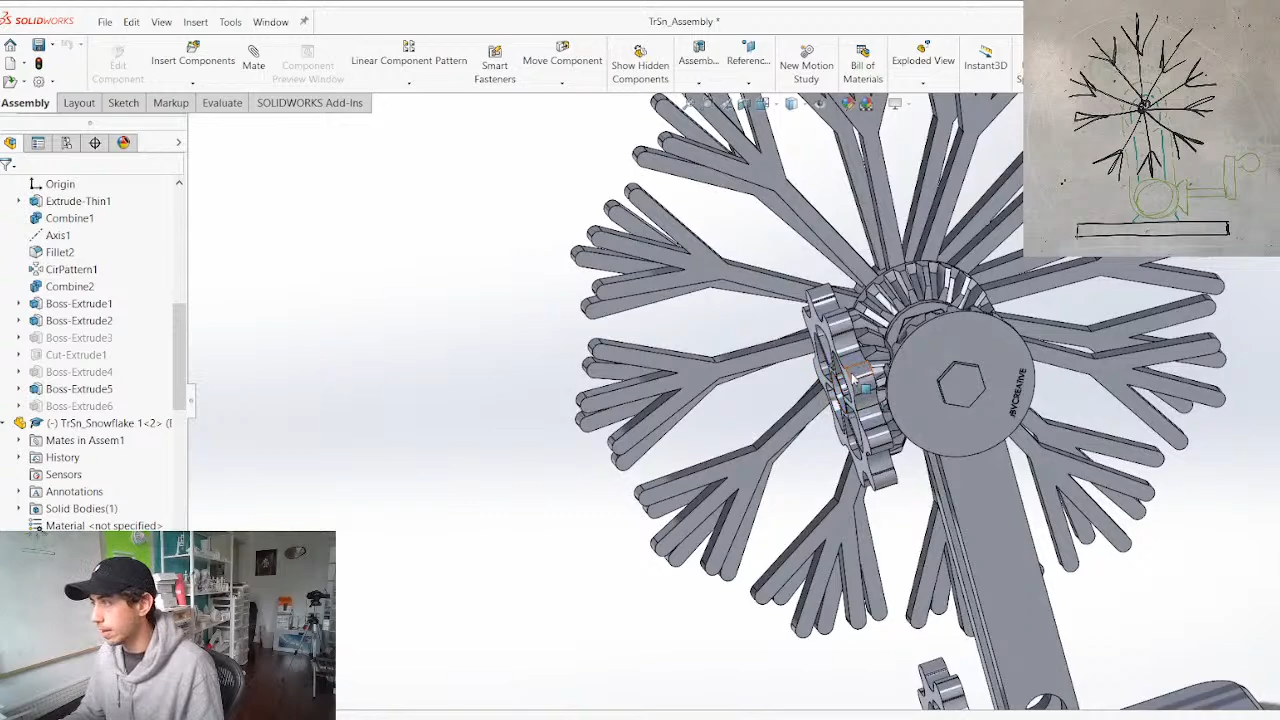 SOLIDWORKS File Edit View Insert Tools Window TrSn_Assembly *
Edit Component
Insert Components
Mate
Component Preview Window
Linear Component Pattern
Smart Fasteners
Move Component
Show Hidden Components
Assemb...
Referenc...
New Motion Study
Bill of Materials
Exploded View
Instant3D
Assembly Layout Sketch Markup Evaluate SOLIDWORKS Add-Ins
Origin
Extrude-Thin1
Combine1
Axis1
Fillet2
CirPattern1
Combine2
Boss-Extrude1
Boss-Extrude2
Boss-Extrude3
Cut-Extrude1
Boss-Extrude4
Boss-Extrude5
Boss-Extrude6
(-) TrSn_Snowflake 1<2> (
Mates in Assem1
History
Sensors
Annotations
Solid Bodies(1)
Material <not specified>
JBVCREATIVE